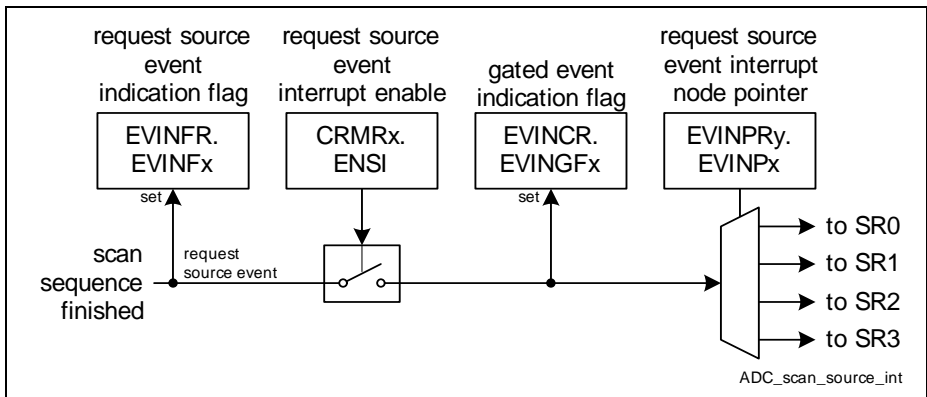 request source
event
indication flag
request source
event
interrupt enable
gated event
indication flag
request source
event interrupt
node pointer
EVINFR.
EVINFx
CRMRx.
ENSI
EVINCR.
EVINGFx
EVINPRy.
EVINPx
set
set
scan
sequence
finished
request
source event
to SR0
to SR1
to SR2
to SR3
ADC_scan_source_int